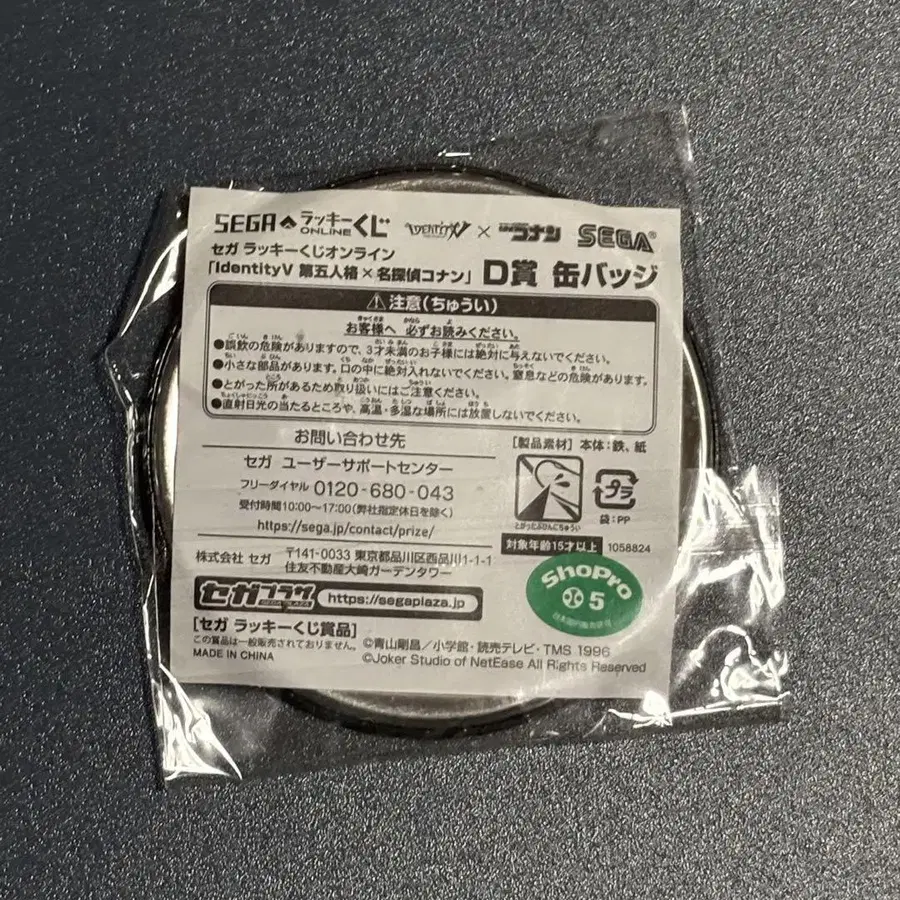 SEGA ラッキーくじ ONLINE IDENTITY V × 名探偵コナン SEGA®
セガ ラッキーくじオンライン
「IdentityV 第五人格×名探偵コナン」 D賞 缶バッジ
⚠注意(ちゅうい)
お客様へ 必ずお読みください。
●誤飲の危険がありますので、3才未満のお子様には絶対に与えないでください。
●小さな部品があります。口の中に絶対入れないでください。窒息などの危険があります。
●とがった所があるため取り扱いにはご注意ください。
●直射日光の当たるところや、高温・多湿な場所には放置しないでください。
お問い合わせ先
セガ ユーザーサポートセンター
フリーダイヤル 0120-680-043
受付時間10:00〜17:00(弊社指定休日を除く)
https://sega.jp/contact/prize/
[製品素材] 本体:鉄、紙
とがったぶひんにちゅうい
プラ
袋:PP
対象年齢15才以上 1058824
株式会社 セガ 〒141-0033 東京都品川区西品川1-1-1
住友不動産大崎ガーデンタワー
セガプラザ SEGA PLAZA https://segaplaza.jp
ShoPro
5
[セガ ラッキーくじ賞品]
この賞品は一般販売されておりません。
MADE IN CHINA
©青山剛昌/小学館・読売テレビ・TMS 1996
©Joker Studio of NetEase All Rights Reserved